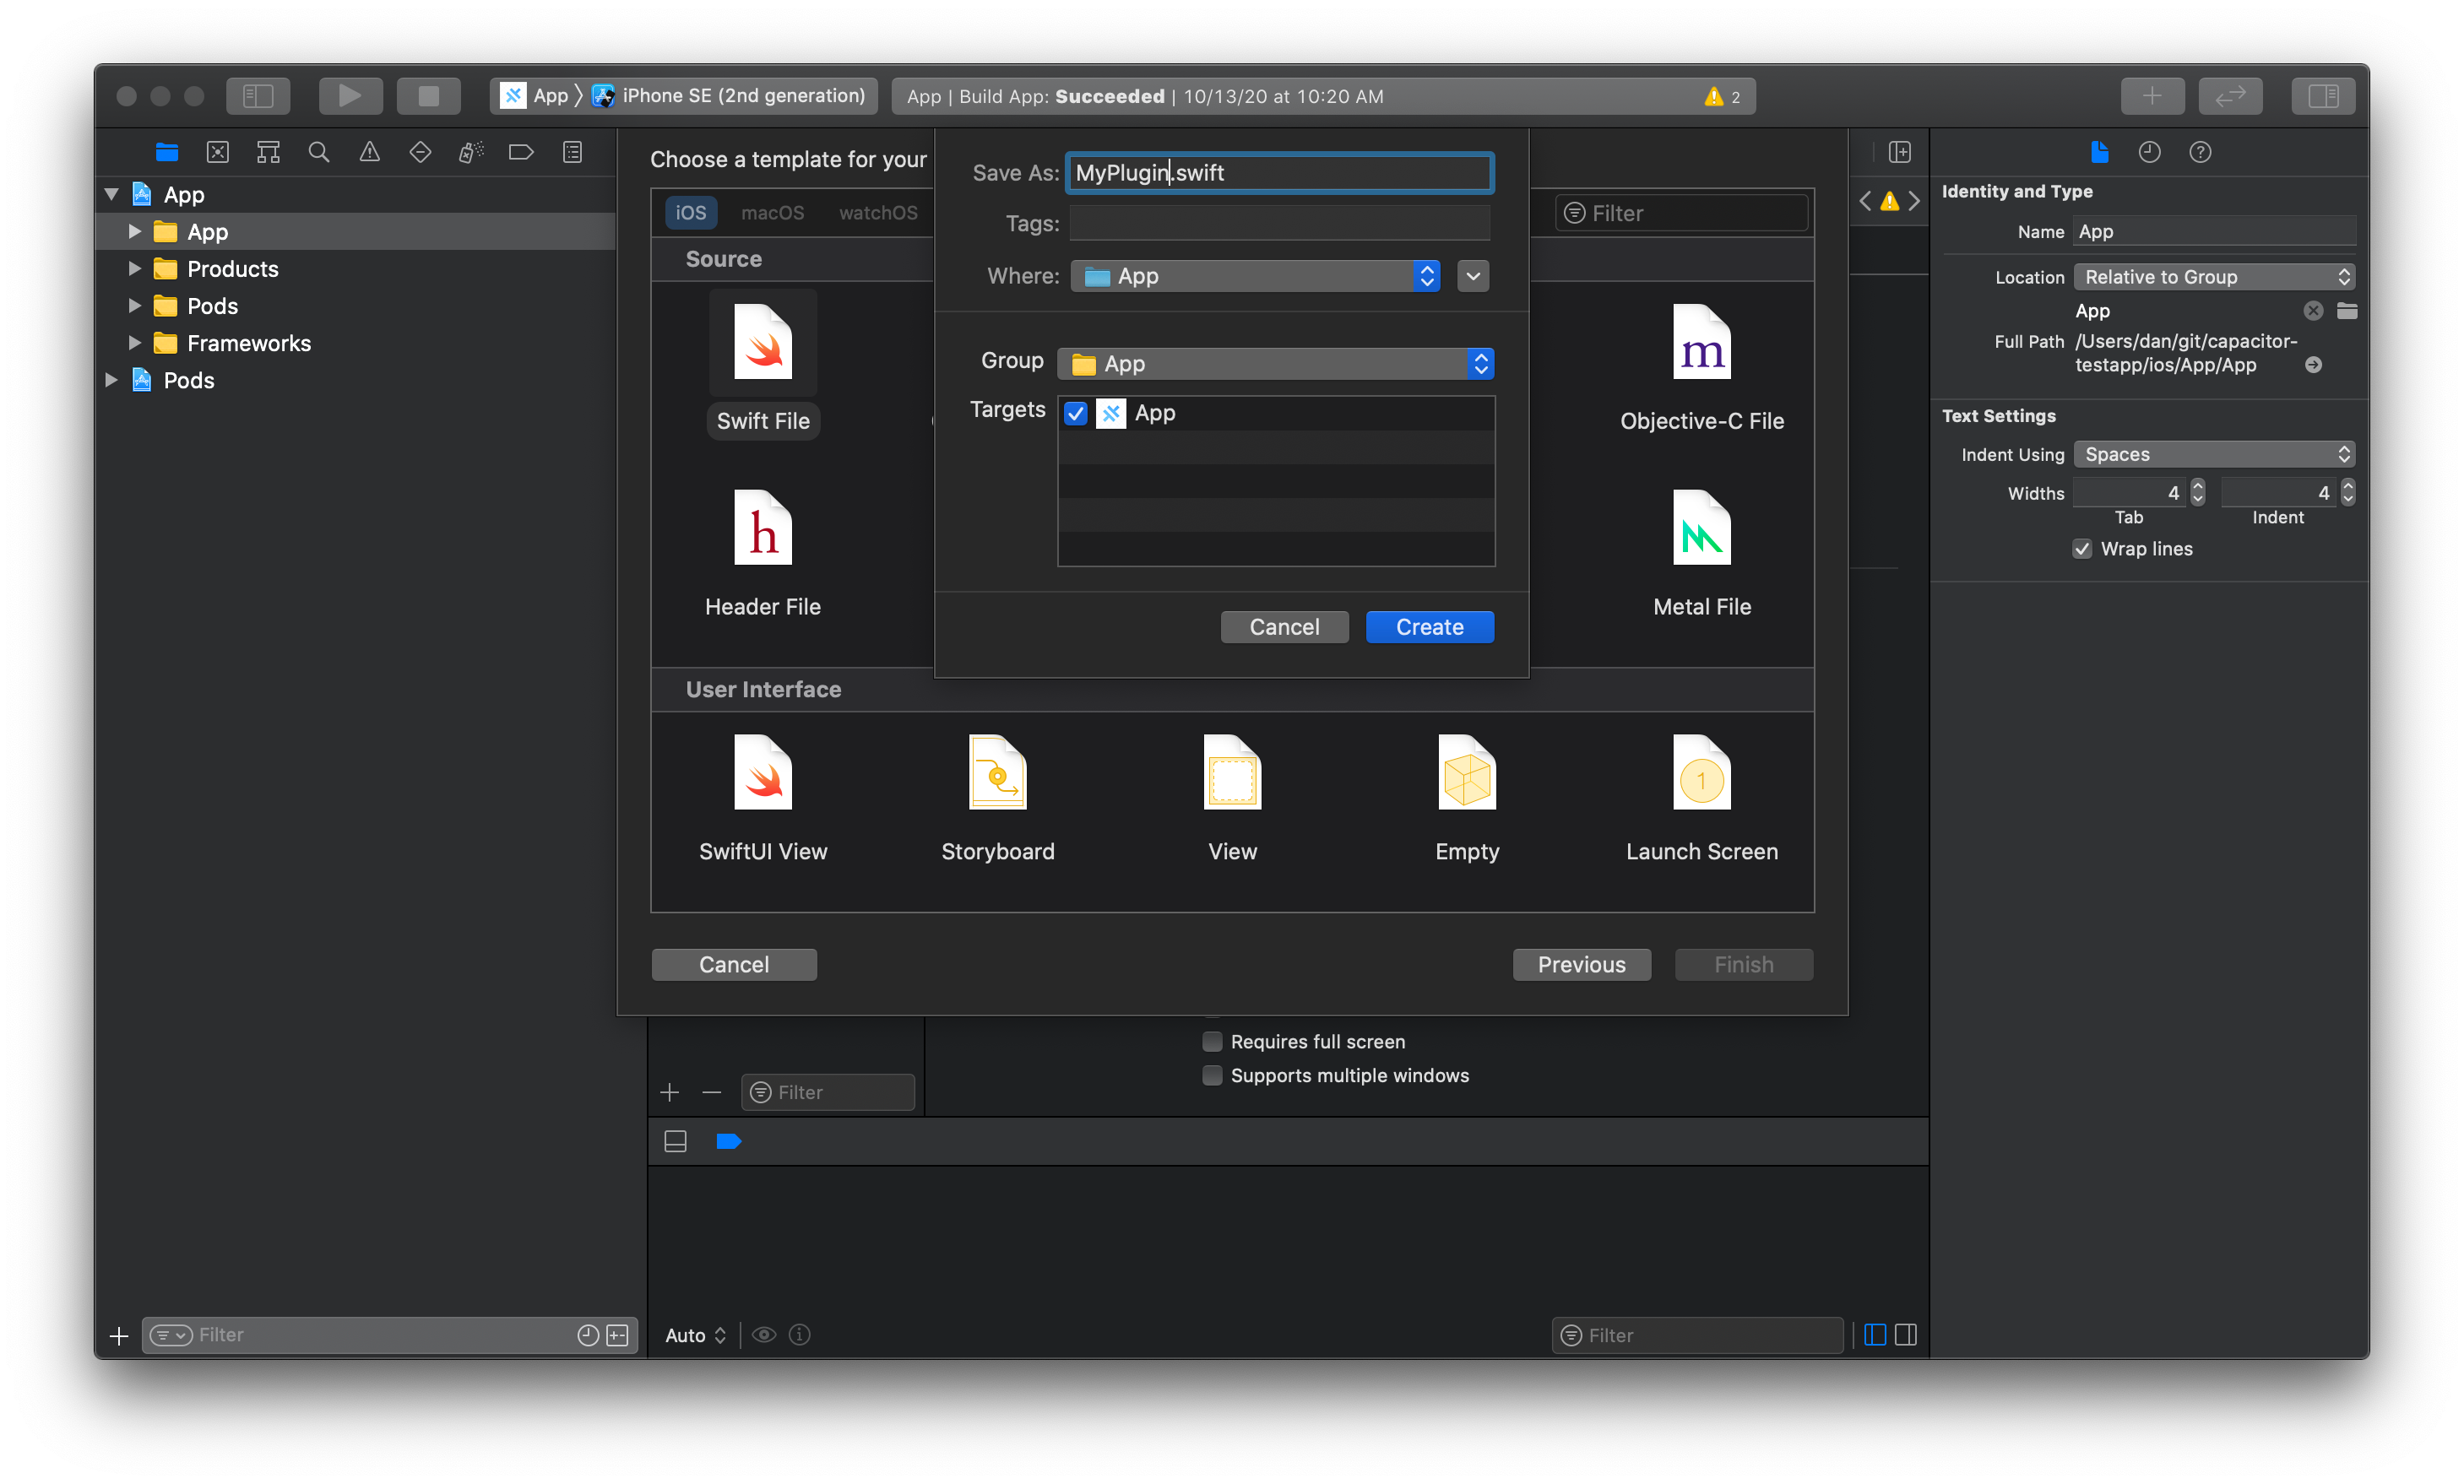 App
iPhone SE (2nd generation)
App | Build App: Succeeded | 10/13/20 at 10:20 AM
2
App
App
Products
Pods
Frameworks
Pods
Filter
Choose a template for your
iOS
macOS
watchOS
Filter
Source
Swift File
Objective-C File
h
m
Header File
Metal File
User Interface
SwiftUI View
Storyboard
View
Empty
1
Launch Screen
Cancel
Previous
Finish
Save As:
MyPlugin.swift
Tags:
Where:
App
Group
App
Targets
App
Cancel
Create
Requires full screen
Supports multiple windows
Filter
Auto
Filter
Identity and Type
Name
App
Location
Relative to Group
App
Full Path
/Users/dan/git/capacitor-
testapp/ios/App/App
Text Settings
Indent Using
Spaces
Widths
4
4
Tab
Indent
Wrap lines